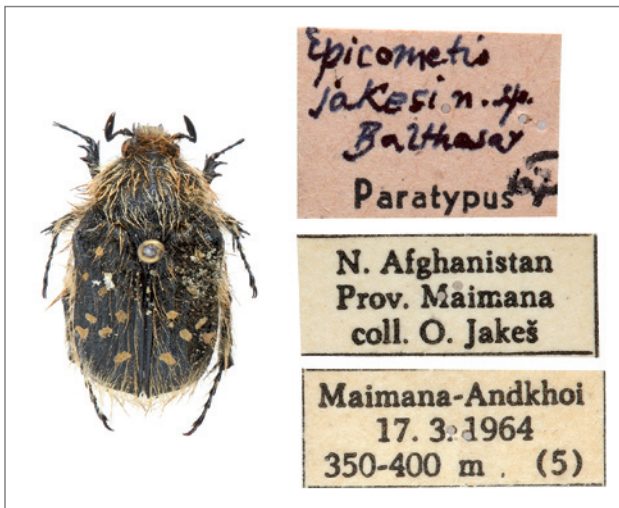 Epicometis
jakesi n. sp.
Balthasar
Paratypus
N. Afghanistan
Prov. Maimana
coll. O. Jakeš
Maimana-Andkhoi
17. 3. 1964
350-400 m . (5)